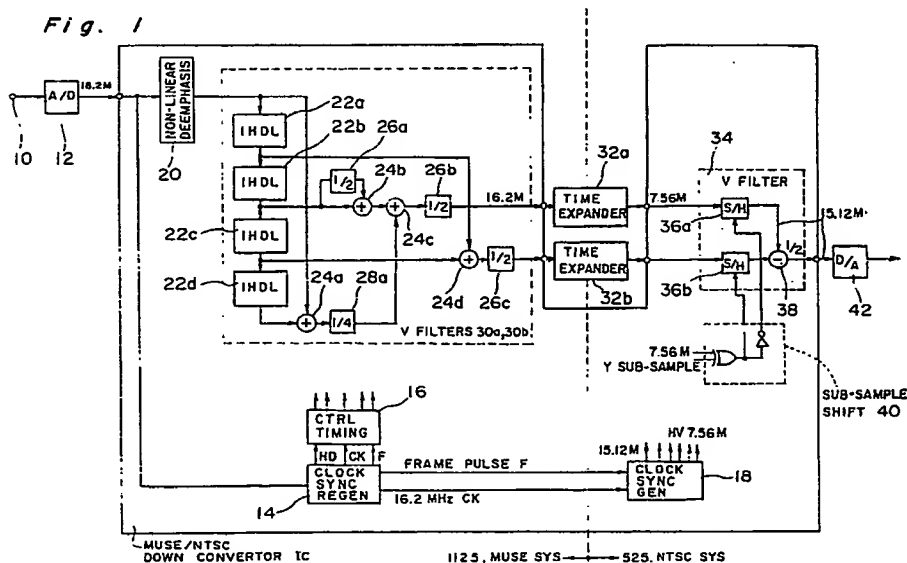 Fig. 1
A/D
16.2M
10
12
NON-LINEAR
DEEMPHASIS
20
1HDL
22a
1HDL
22b
1HDL
22c
1HDL
22d
1/2
26a
24b
24c
1/2
26b
24a
1/4
28a
24d
1/2
26c
V FILTERS 30a,30b
16.2M
32a
TIME
EXPANDER
TIME
EXPANDER
32b
7.56M
34
V FILTER
S/H
36a
S/H
36b
15.12M
1/2
38
D/A
42
7.56M
Y SUB-SAMPLE
SUB-SAMPLE
SHIFT 40
16
CTRL
TIMING
HD CK F
CLOCK
SYNC
REGEN
14
FRAME PULSE F
16.2 MHz CK
15.12M
HV 7.56M
CLOCK
SYNC
GEN
18
MUSE/NTSC
DOWN CONVERTOR IC
1125, MUSE SYS
525, NTSC SYS